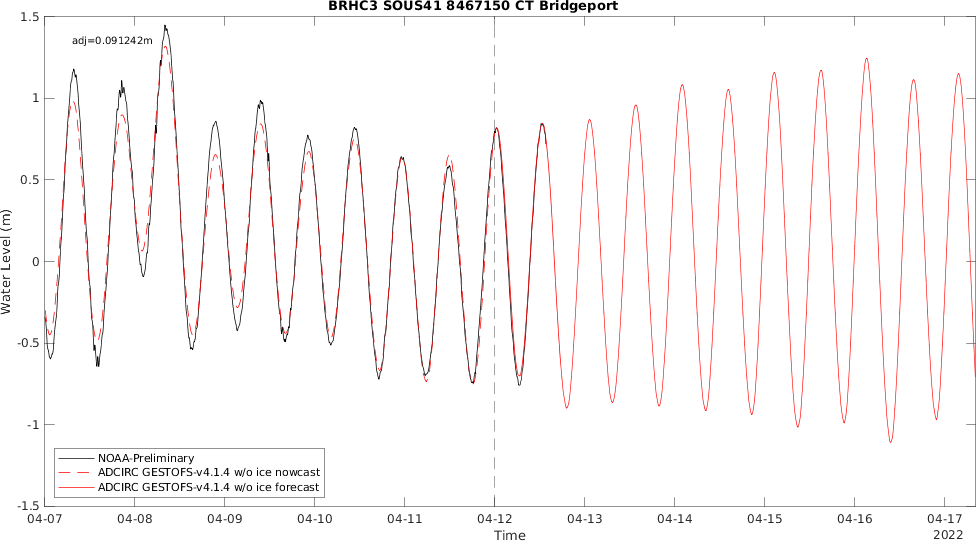 BRHC3 SOUS41 8467150 CT Bridgeport
adj=0.091242m
1.5
1
0.5
0
-0.5
-1
-1.5
Water Level (m)
NOAA-Preliminary
ADCIRC GESTOFS-v4.1.4 w/o ice nowcast
ADCIRC GESTOFS-v4.1.4 w/o ice forecast
04-07 04-08 04-09 04-10 04-11 04-12 04-13 04-14 04-15 04-16 04-17
Time
2022